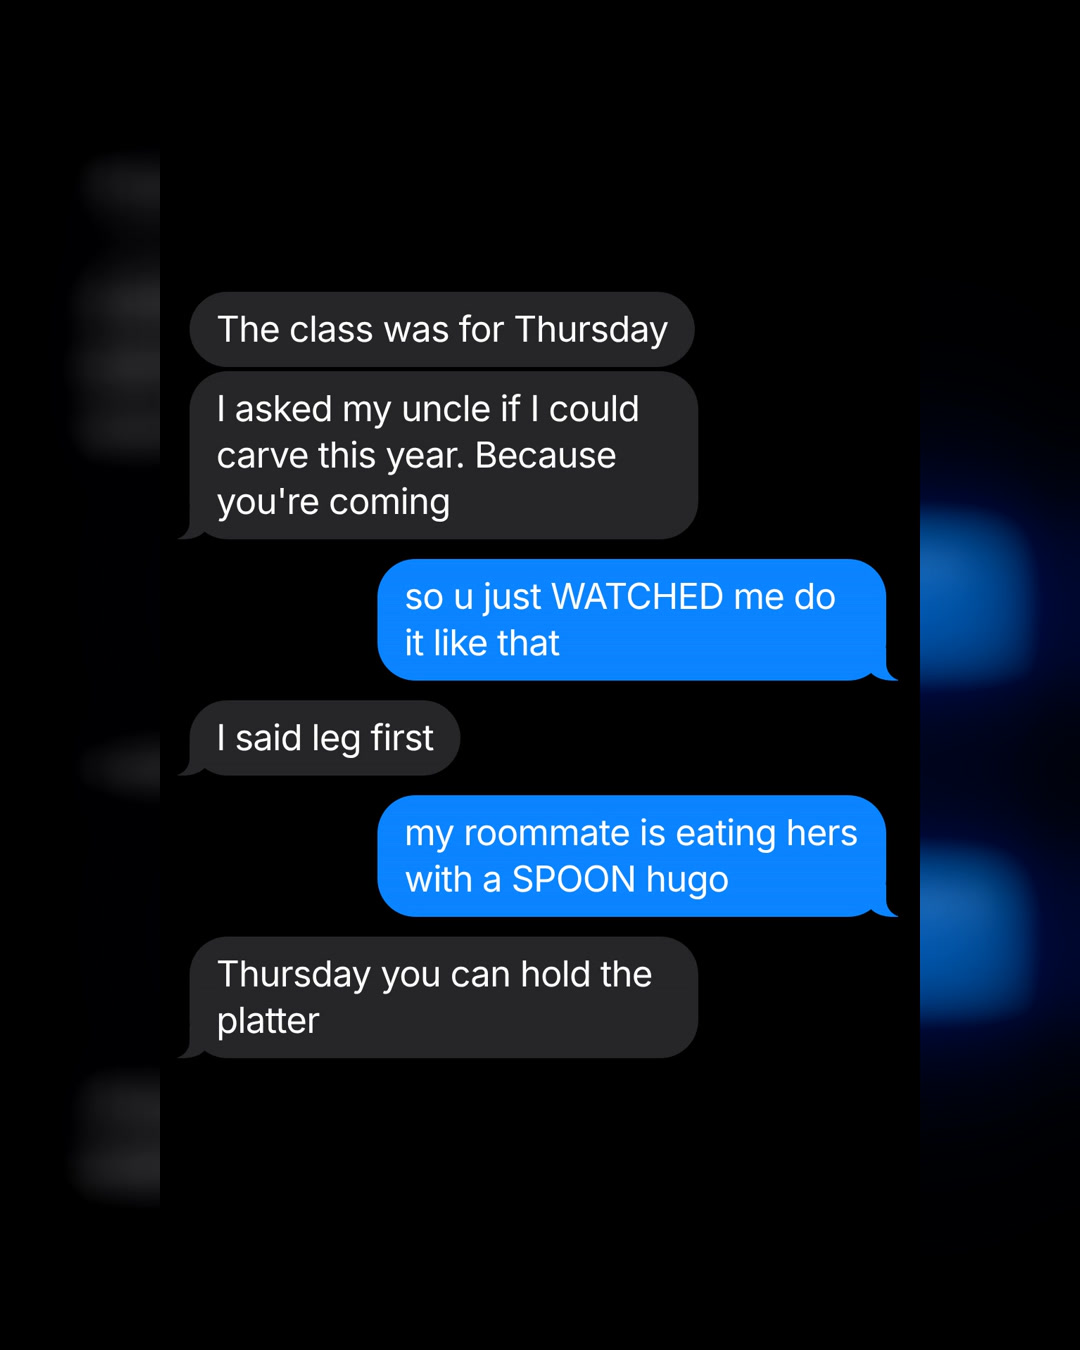 The class was for Thursday
I asked my uncle if I could
carve this year. Because
you're coming
so u just WATCHED me do
it like that
I said leg first
my roommate is eating hers
with a SPOON hugo
Thursday you can hold the
platter